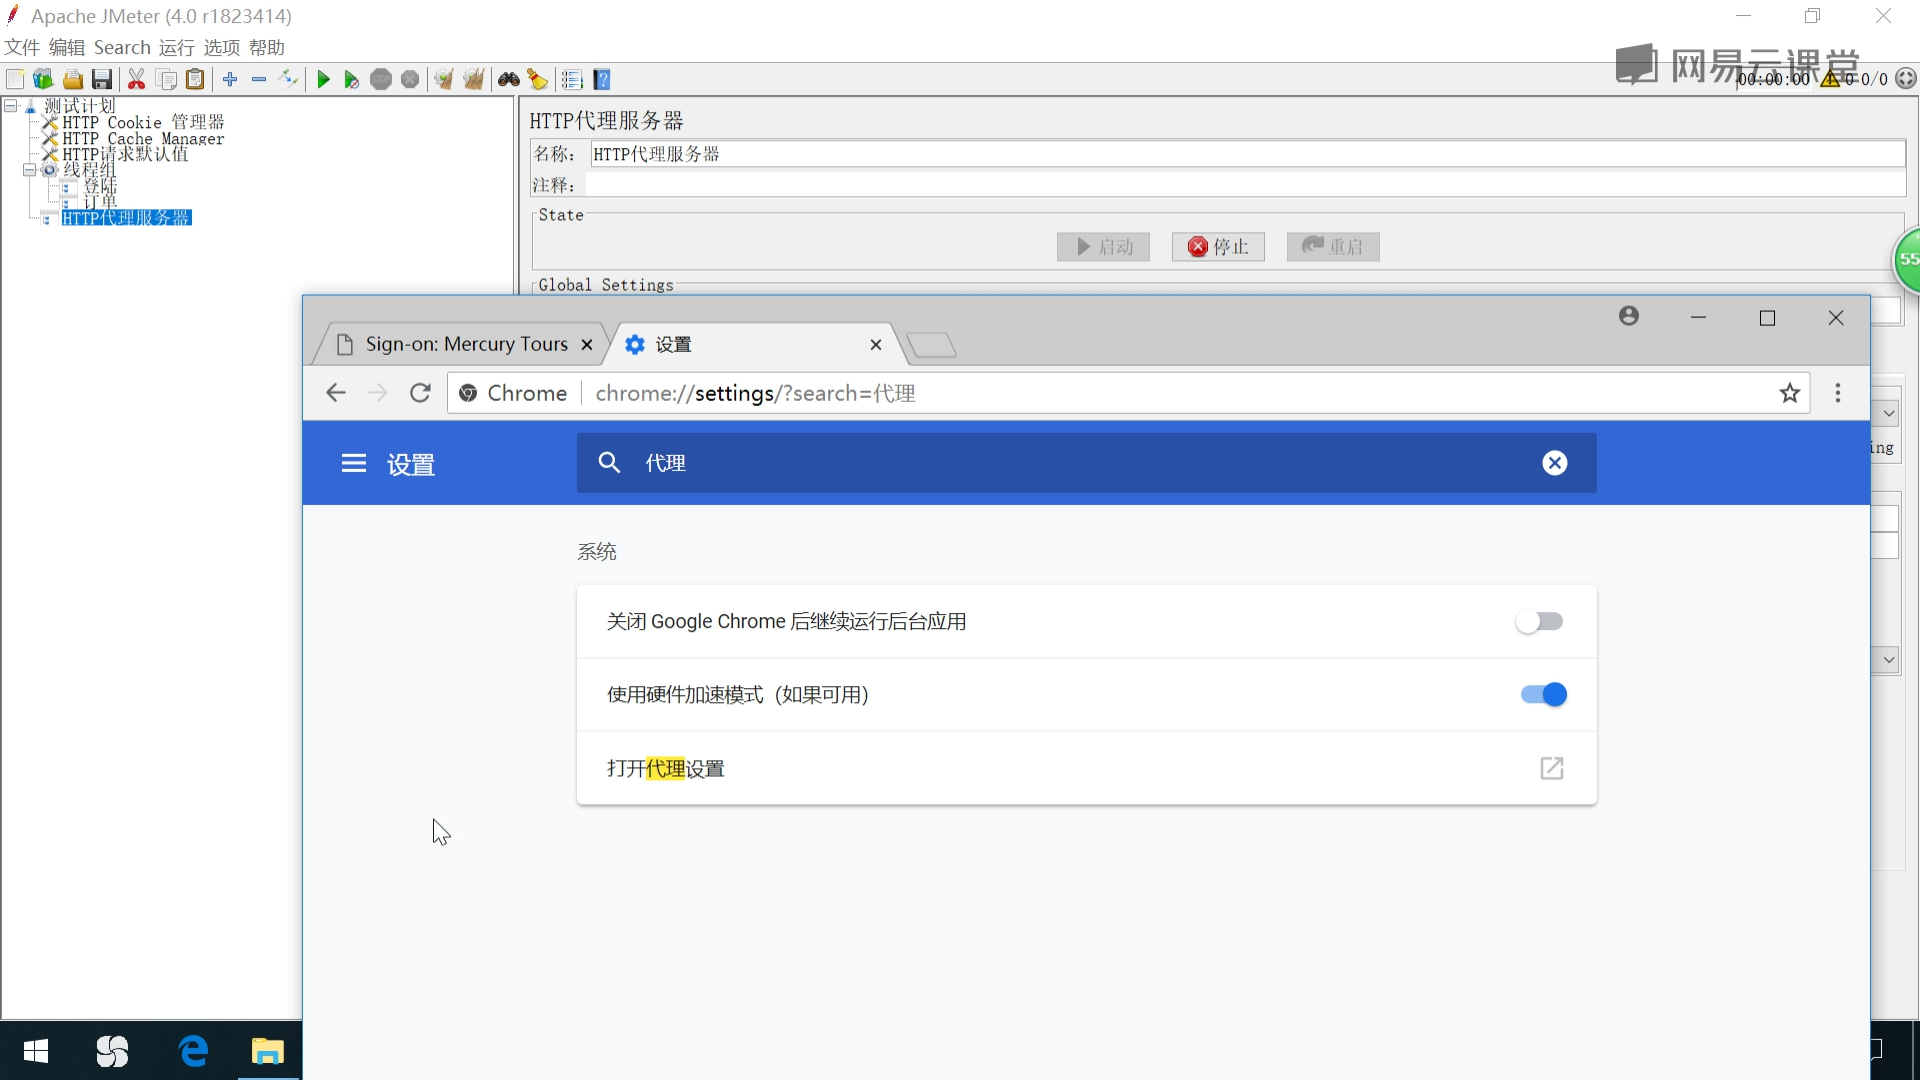 Apache JMeter (4.0 r1823414)
文件 编辑 Search 运行 选项 帮助
网易云课堂
00:00:00 0 0/0
测试计划
HTTP Cookie 管理器
HTTP Cache Manager
HTTP请求默认值
线程组
登陆
订单
HTTP代理服务器
HTTP代理服务器
名称: HTTP代理服务器
注释:
State
启动 停止 重启
55
Global Settings
Sign-on: Mercury Tours 设置
Chrome chrome://settings/?search=代理
ing
设置 代理
系统
关闭 Google Chrome 后继续运行后台应用
使用硬件加速模式（如果可用）
打开代理设置